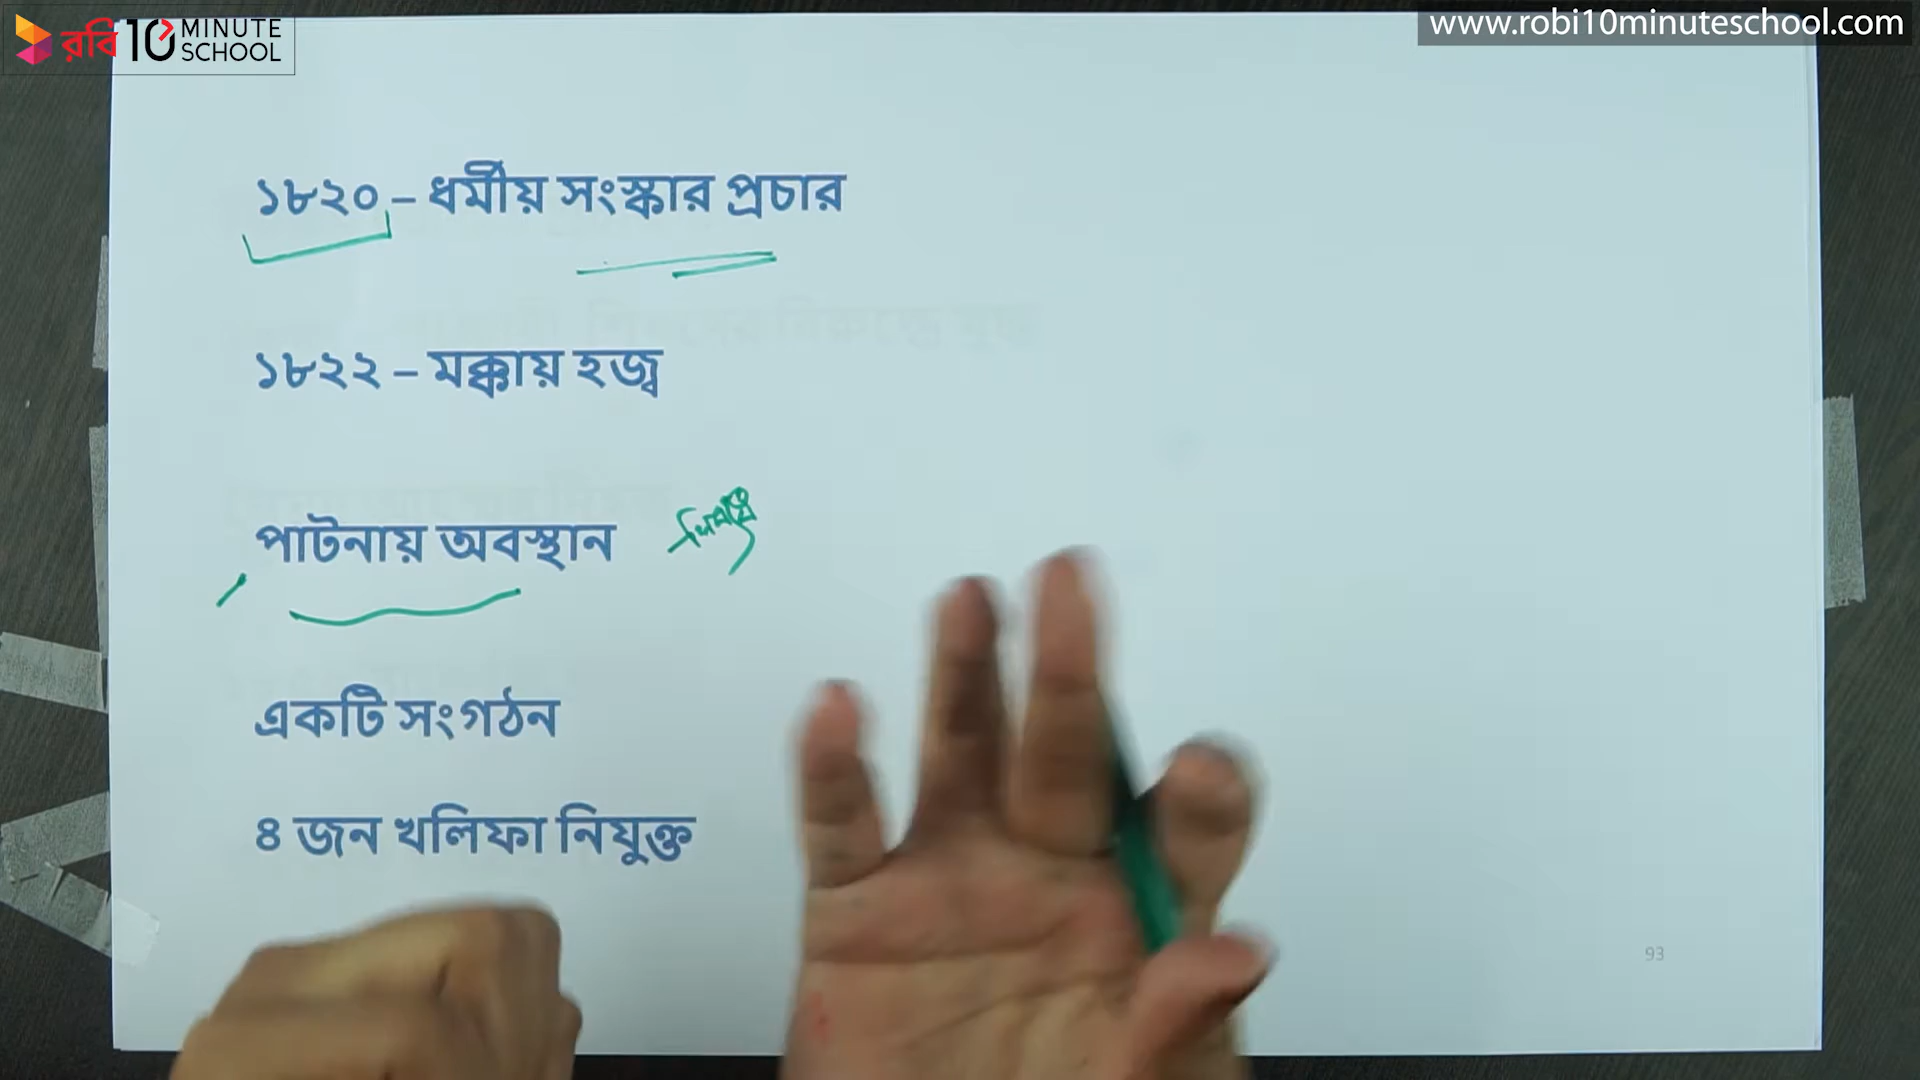 রবি 10 MINUTE SCHOOL
www.robi10minuteschool.com
১৮২০ – ধর্মীয় সংস্কার প্রচার
১৮২২ – মক্কায় হজ্ব
পাটনায় অবস্থান
একটি সংগঠন
৪ জন খলিফা নিযুক্ত
93